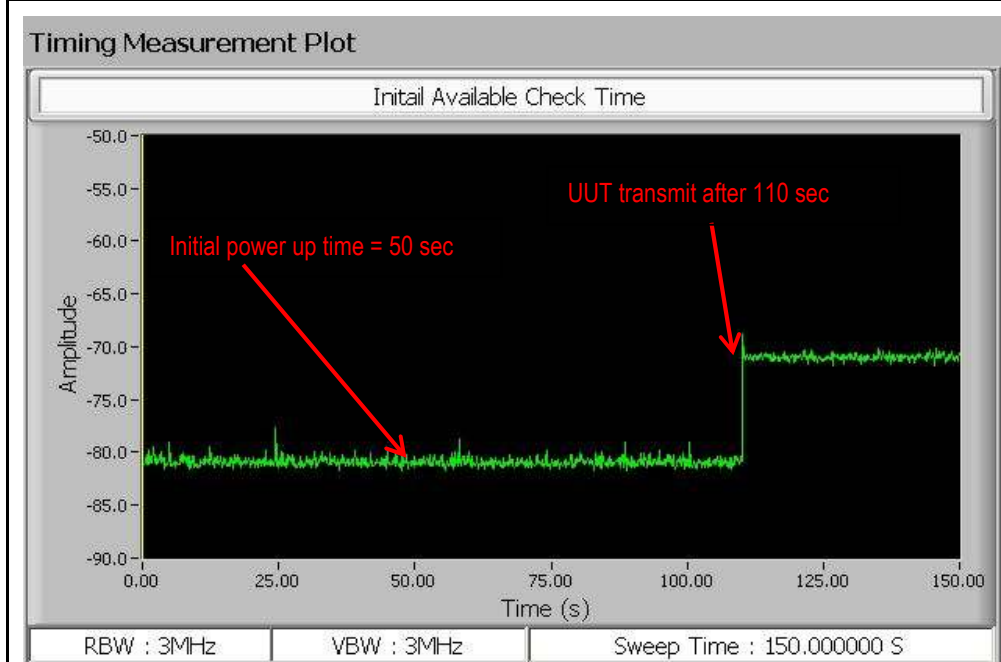 Timing Measurement Plot
Initail Available Check Time
-50.0
-55.0
-60.0
-65.0
-70.0
-75.0
-80.0
-85.0
-90.0
Amplitude
UUT transmit after 110 sec
Initial power up time = 50 sec
0.00 25.00 50.00 75.00 100.00 125.00 150.00
Time (s)
RBW : 3MHz VBW : 3MHz Sweep Time : 150.000000 S